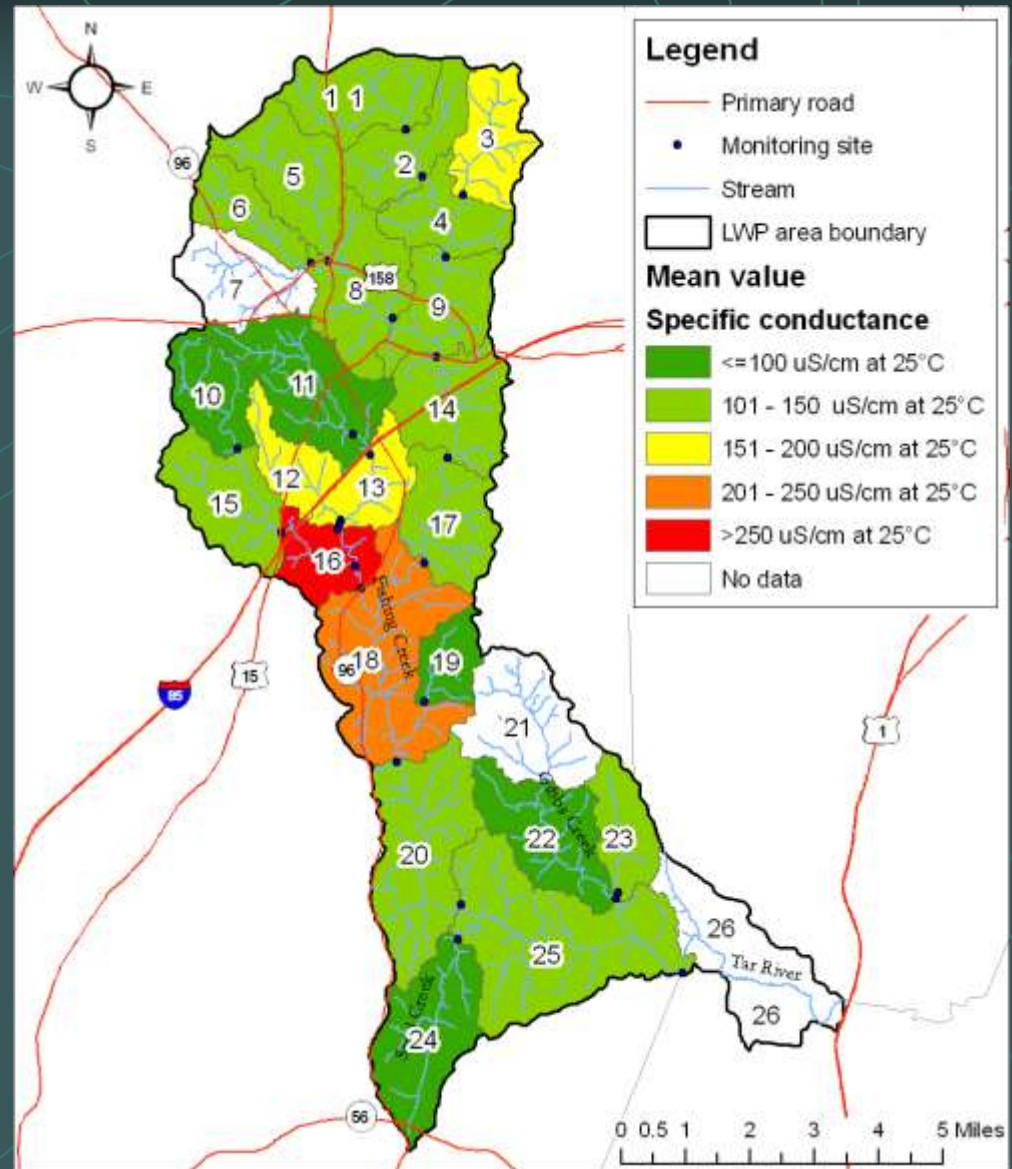 N
W
E
S
Legend
Primary road
Monitoring site
Stream
LWP area boundary
Mean value
Specific conductance
<=100 uS/cm at 25°C
101 - 150 uS/cm at 25°C
151 - 200 uS/cm at 25°C
201 - 250 uS/cm at 25°C
>250 uS/cm at 25°C
No data
1 1
2
3
96
5
6
4
7
158
8
9
10
11
14
12
13
15
17
16
Fishing Creek
18
96
19
15
85
21
1
22
23
20
26
25
Tar River
26
Creek
24
56
0 0.5 1 2 3 4 5 Miles